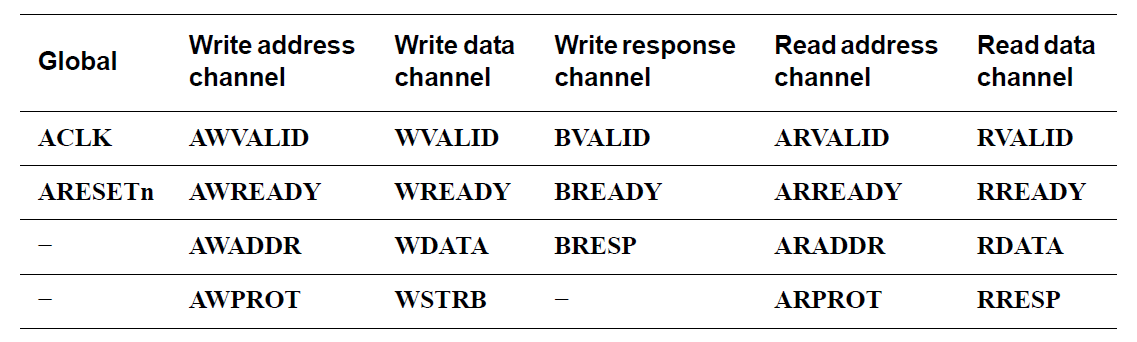 Global Write address channel Write data channel Write response channel Read address channel Read data channel
ACLK AWVALID WVALID BVALID ARVALID RVALID
ARESETn AWREADY WREADY BREADY ARREADY RREADY
– AWADDR WDATA BRESP ARADDR RDATA
– AWPROT WSTRB – ARPROT RRESP